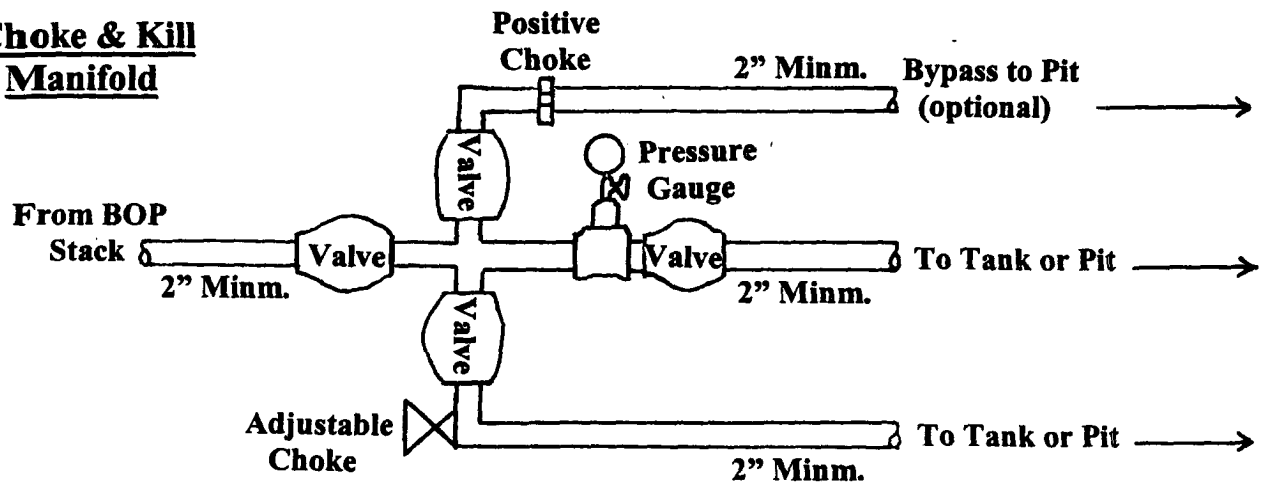 Choke & Kill
Manifold
Positive
Choke
2” Minm.
Bypass to Pit
(optional)
Valve
Pressure
Gauge
From BOP
Stack
Valve
Valve
To Tank or Pit
2” Minm.
2” Minm.
Valve
Adjustable
Choke
To Tank or Pit
2” Minm.